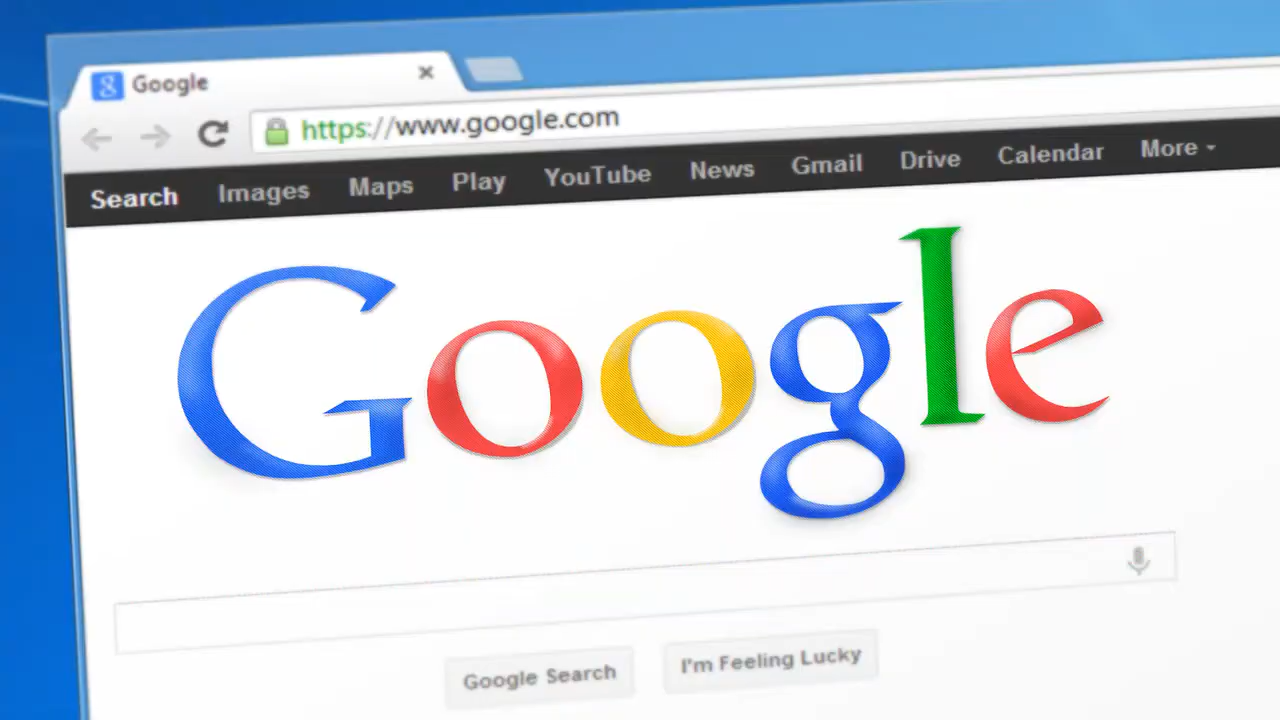 Google
https://www.google.com
Search Images Maps Play YouTube News Gmail Drive Calendar More
Google
Google Search I'm Feeling Lucky